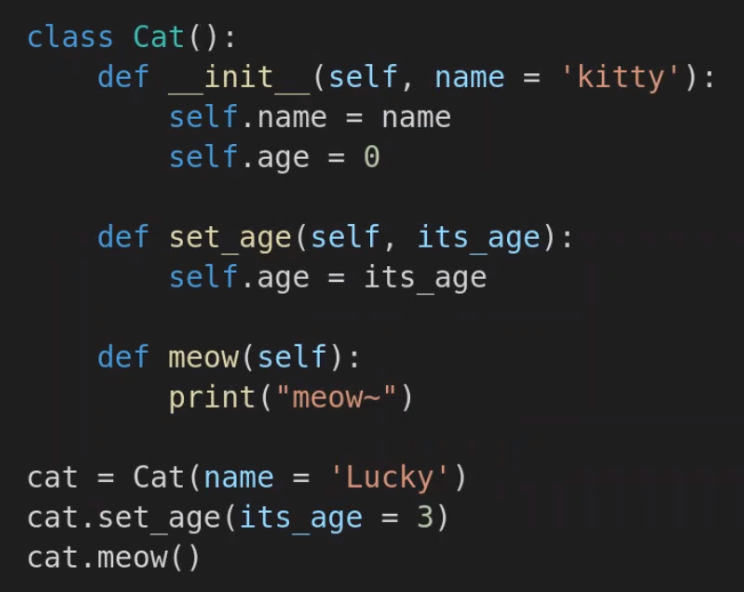 class Cat():
    def __init__(self, name = 'kitty'):
        self.name = name
        self.age = 0

    def set_age(self, its_age):
        self.age = its_age

    def meow(self):
        print("meow~")

cat = Cat(name = 'Lucky')
cat.set_age(its_age = 3)
cat.meow()